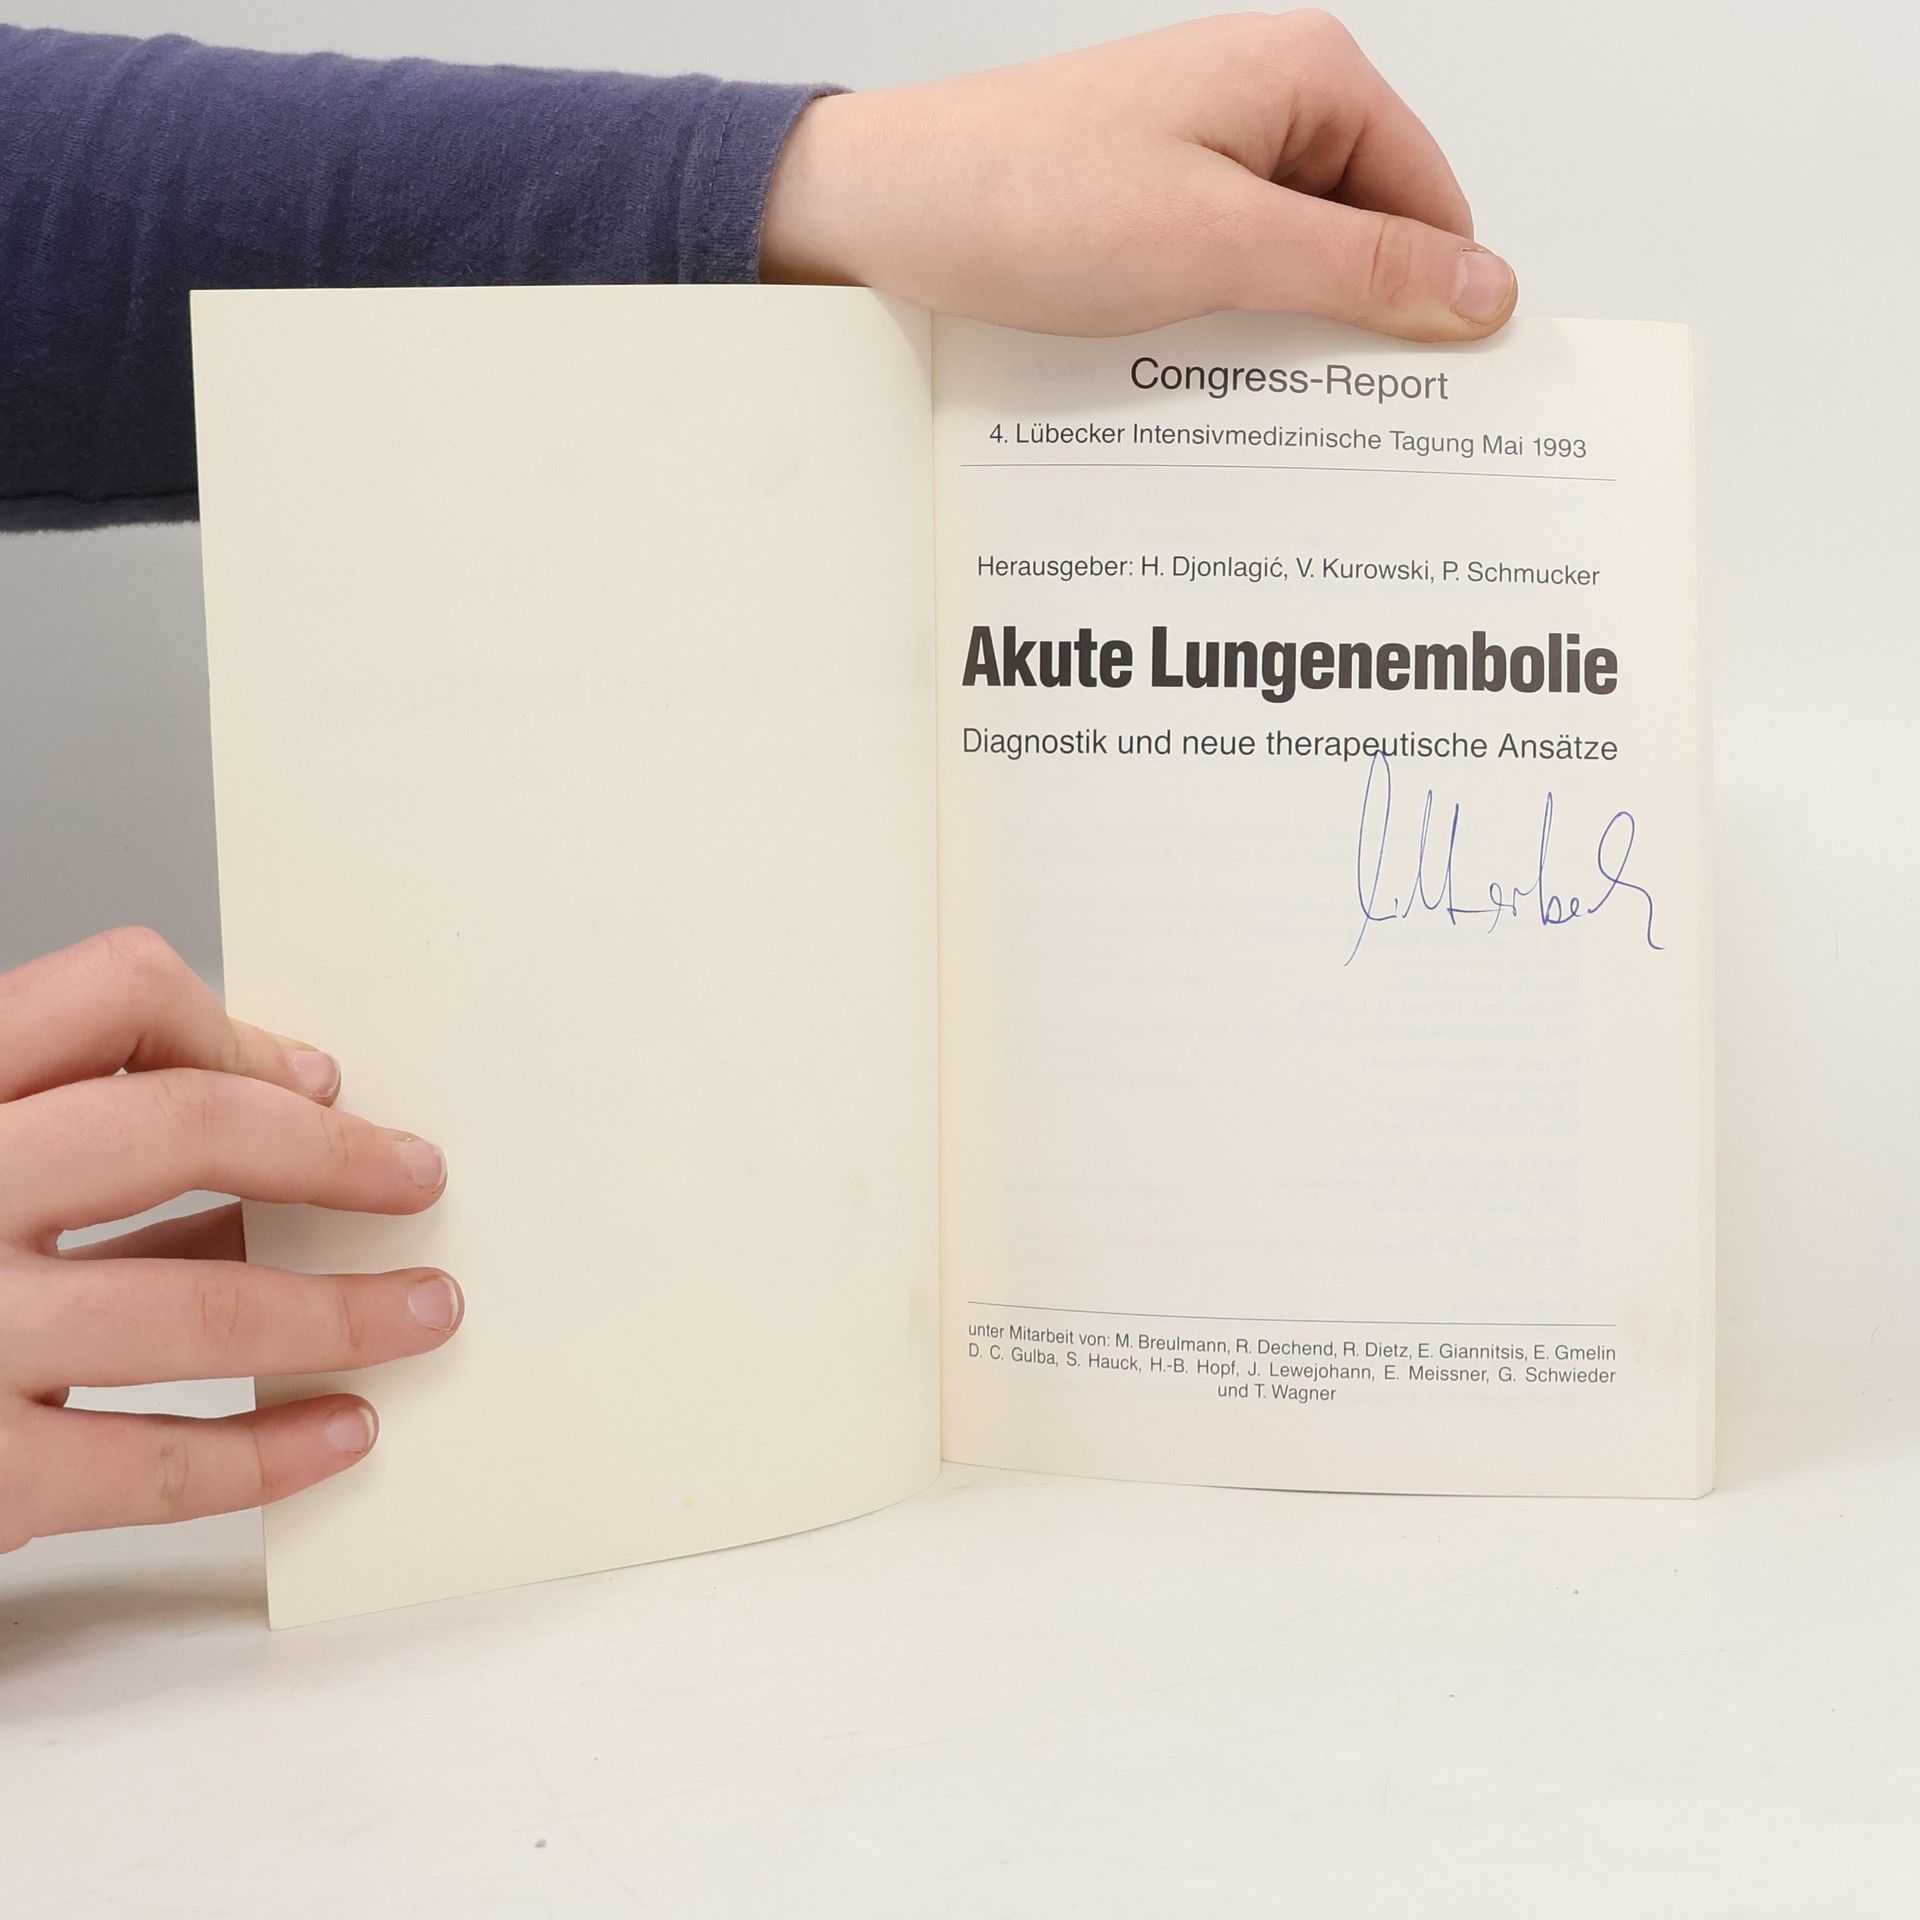 Congress-Report
4. Lübecker Intensivmedizinische Tagung Mai 1993
Herausgeber: H. Djonlagić, V. Kurowski, P. Schmucker
Akute Lungenembolie
Diagnostik und neue therapeutische Ansätze
unter Mitarbeit von: M. Breulmann, R. Dechend, R. Dietz, E. Giannitsis, E. Gmelin
D. C. Gulba, S. Hauck, H.-B. Hopf, J. Lewejohann, E. Meissner, G. Schwieder
und T. Wagner